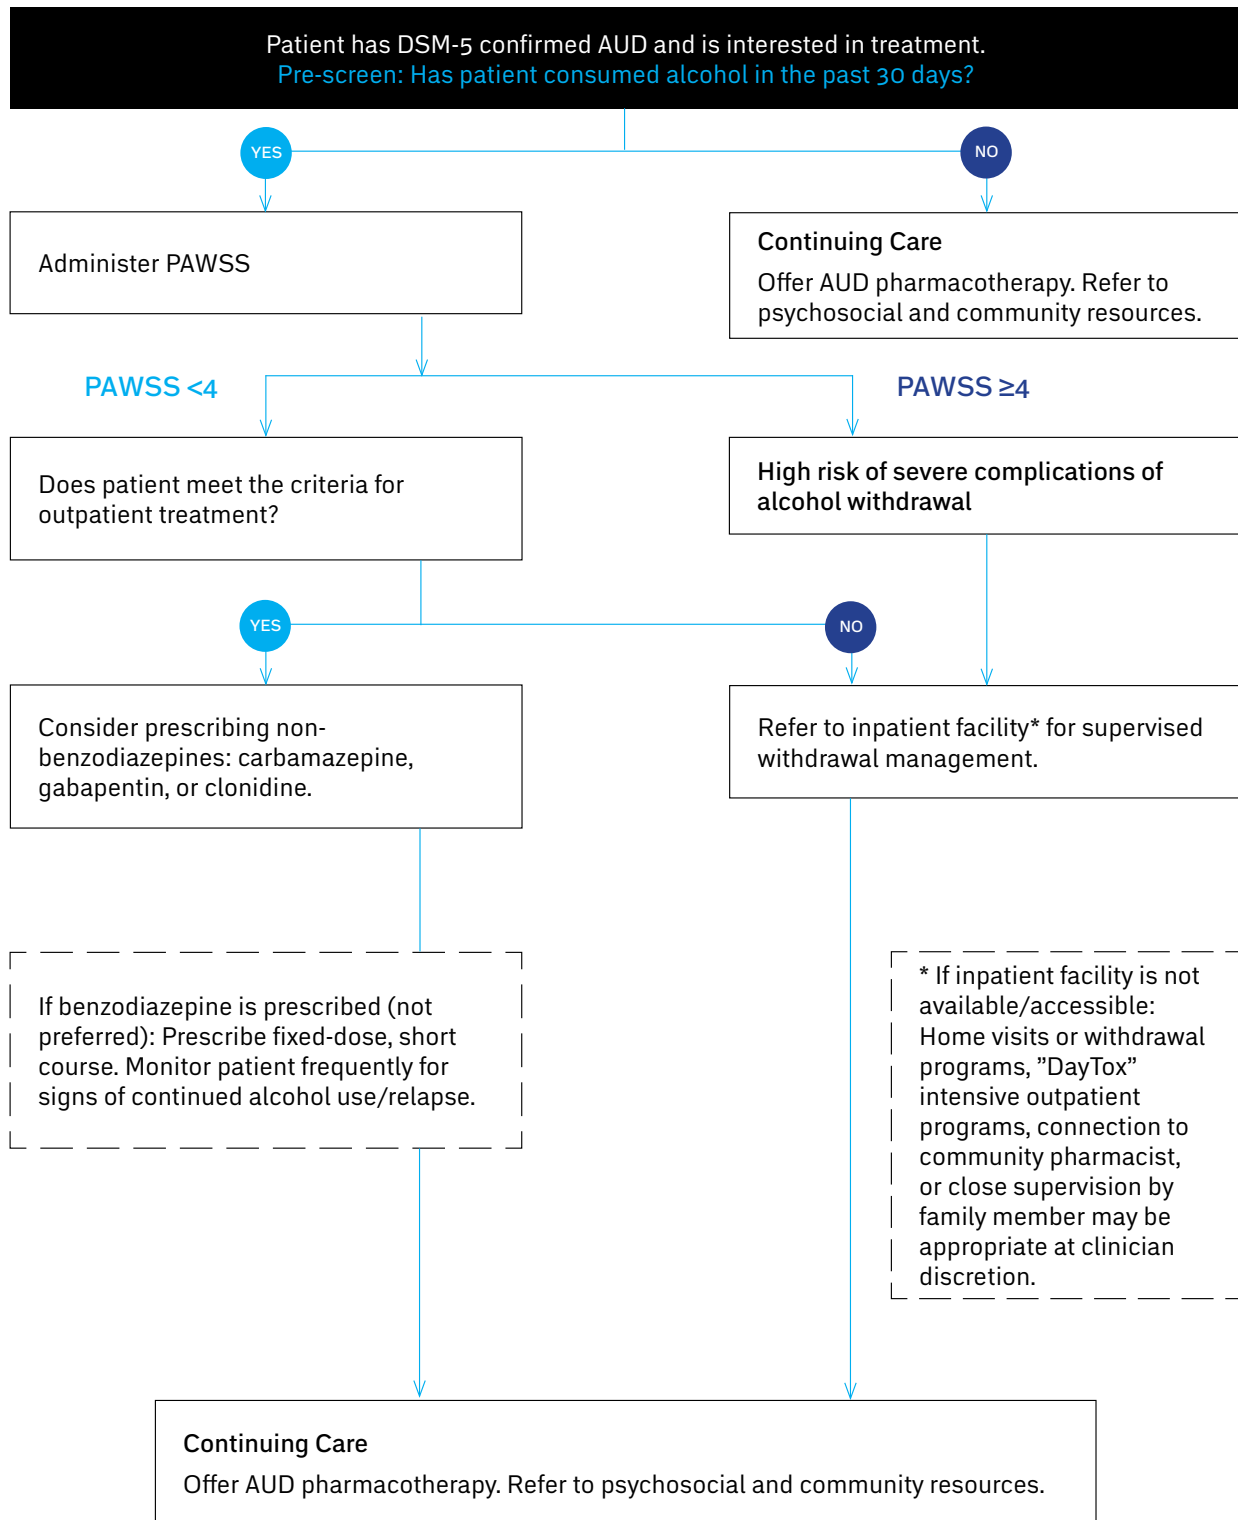 Patient has DSM-5 confirmed AUD and is interested in treatment.
Pre-screen: Has patient consumed alcohol in the past 30 days?
YES
NO
Administer PAWSS
Continuing Care
Offer AUD pharmacotherapy. Refer to
psychosocial and community resources.
PAWSS <4
PAWSS ≥4
Does patient meet the criteria for
outpatient treatment?
High risk of severe complications of
alcohol withdrawal
YES
NO
Consider prescribing non-
benzodiazepines: carbamazepine,
gabapentin, or clonidine.
Refer to inpatient facility* for supervised
withdrawal management.
If benzodiazepine is prescribed (not
preferred): Prescribe fixed-dose, short
course. Monitor patient frequently for
signs of continued alcohol use/relapse.
* If inpatient facility is not
available/accessible:
Home visits or withdrawal
programs, ”DayTox”
intensive outpatient
programs, connection to
community pharmacist,
or close supervision by
family member may be
appropriate at clinician
discretion.
Continuing Care
Offer AUD pharmacotherapy. Refer to psychosocial and community resources.